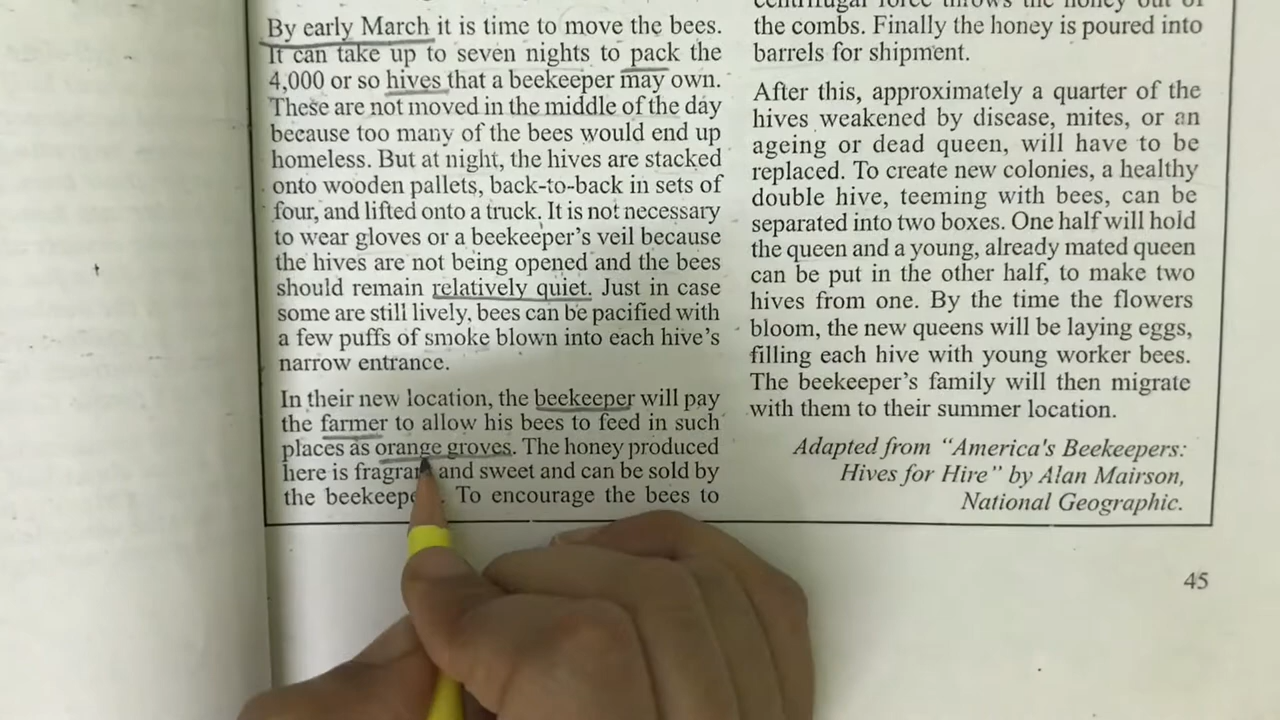 By early March it is time to move the bees.
It can take up to seven nights to pack the
4,000 or so hives that a beekeeper may own.
These are not moved in the middle of the day
because too many of the bees would end up
homeless. But at night, the hives are stacked
onto wooden pallets, back-to-back in sets of
four, and lifted onto a truck. It is not necessary
to wear gloves or a beekeeper's veil because
the hives are not being opened and the bees
should remain relatively quiet. Just in case
some are still lively, bees can be pacified with
a few puffs of smoke blown into each hive's
narrow entrance.
In their new location, the beekeeper will pay
the farmer to allow his bees to feed in such
places as orange groves. The honey produced
here is and sweet and can be sold by
the To encourage the bees to
centrifugal force throws the honey out of
the combs. Finally the honey is poured into
barrels for shipment.
After this, approximately a quarter of the
hives weakened by disease, mites, or an
ageing or dead queen, will have to be
replaced. To create new colonies, a healthy
double hive, teeming with bees, can be
separated into two boxes. One half will hold
the queen and a young, already mated queen
can be put in the other half, to make two
hives from one. By the time the flowers
bloom, the new queens will be laying eggs,
filling each hive with young worker bees.
The beekeeper's family will then migrate
with them to their summer location.
Adapted from "America's Beekeepers:
Hives for Hire" by Alan Mairson,
National Geographic.
45